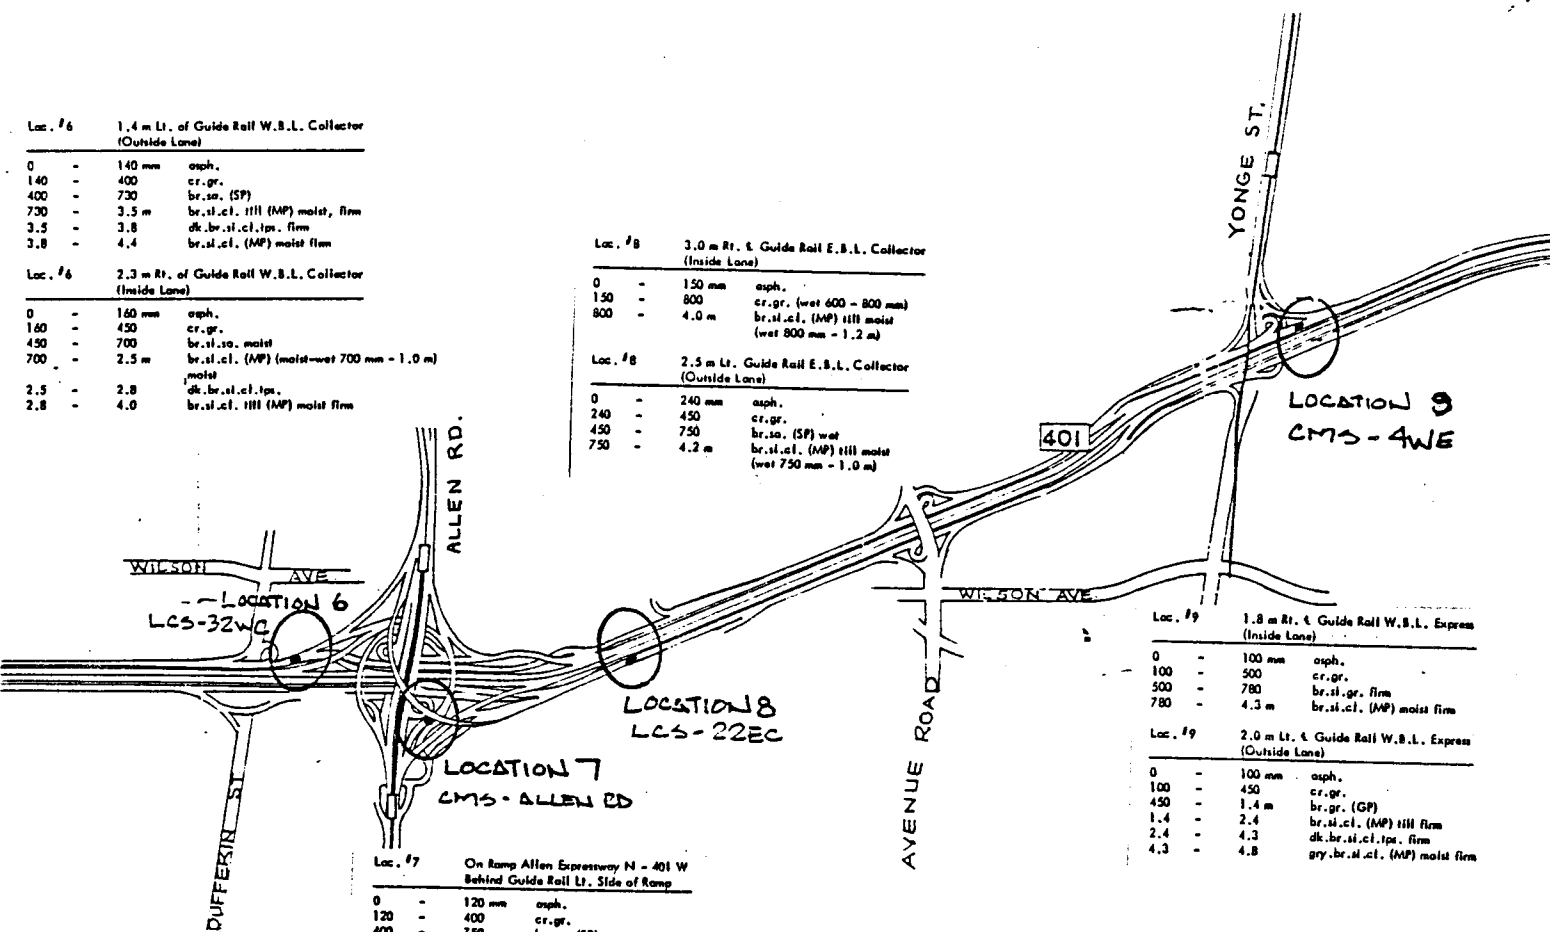 Loc. #6 1.4 m Lt. of Guide Rail W.B.L. Collector
(Outside Lane)
0 - 140 mm asph.
140 - 400 cr.gr.
400 - 730 br.sa. (SP)
730 - 3.5 m br.si.cl. till (MP) moist, firm
3.5 - 3.8 dk.br.si.cl.tps. firm
3.8 - 4.4 br.si.cl. (MP) moist firm
Loc. #6 2.3 m Rt. of Guide Rail W.B.L. Collector
(Inside Lane)
0 - 160 mm asph.
160 - 450 cr.gr.
450 - 700 br.si.sa. moist
700 - 2.5 m br.si.cl. (MP) (moist-wet 700 mm - 1.0 m)
moist
2.5 - 2.8 dk.br.si.cl.tps.
2.8 - 4.0 br.si.cl. till (MP) moist firm
Loc. #8 3.0 m Rt. ¢ Guide Rail E.B.L. Collector
(Inside Lane)
0 - 150 mm asph.
150 - 800 cr.gr. (wet 600 - 800 mm)
800 - 4.0 m br.si.cl. (MP) till moist
(wet 800 mm - 1.2 m)
Loc. #8 2.5 m Lt. Guide Rail E.B.L. Collector
(Outside Lane)
0 - 240 mm asph.
240 - 450 cr.gr.
450 - 750 br.sa. (SP) wet
750 - 4.2 m br.si.cl. (MP) till moist
(wet 750 mm - 1.0 m)
YONGE ST.
LOCATION 9
CMS-4WE
401
ALLEN RD.
WILSON AVE.
LOCATION 6
LCS-32WC
WILSON AVE.
LOCATION 8
LCS-22EC
LOCATION 7
CMS-ALLEN RD
AVENUE ROAD
DUFFERIN ST
Loc. #9 1.8 m Rt. ¢ Guide Rail W.B.L. Express
(Inside Lane)
0 - 100 mm asph.
100 - 500 cr.gr.
500 - 780 br.si.gr. firm
780 - 4.3 m br.si.cl. (MP) moist firm
Loc. #9 2.0 m Lt. ¢ Guide Rail W.B.L. Express
(Outside Lane)
0 - 100 mm asph.
100 - 450 cr.gr.
450 - 1.4 m br.gr. (GP)
1.4 - 2.4 br.si.cl. (MP) till firm
2.4 - 4.3 dk.br.si.cl.tps. firm
4.3 - 4.8 gry.br.si.cl. (MP) moist firm
Loc. #7 On Ramp Allen Expressway N - 401 W
Behind Guide Rail Lt. Side of Ramp
0 - 120 mm asph.
120 - 400 cr.gr.